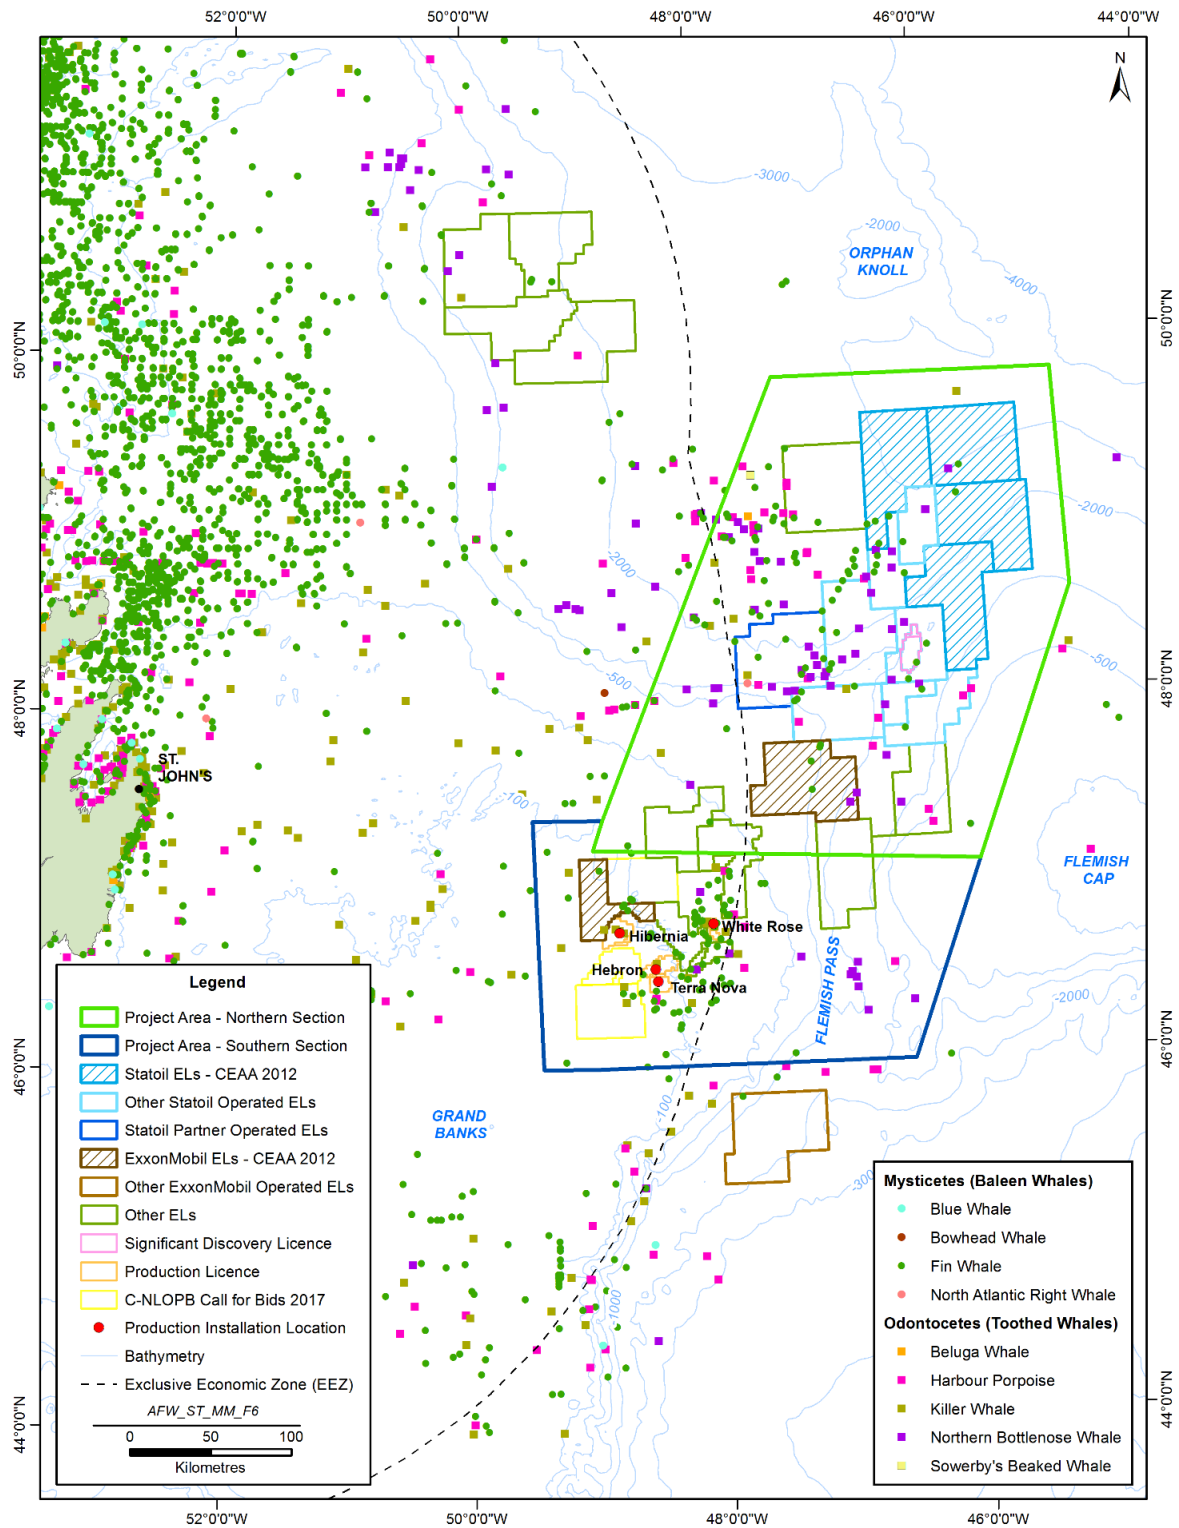 52°0'0"W
50°0'0"W
48°0'0"W
46°0'0"W
44°0'0"W
N
-3000
-2000
ORPHAN
KNOLL
-4000
50°0'0"N
50°0'0"N
-2000
-2000
-500
-500
48°0'0"N
48°0'0"N
ST.
JOHN'S
-100
FLEMISH
CAP
White Rose
Hibernia
Hebron
Terra Nova
FLEMISH PASS
-2000
46°0'0"N
46°0'0"N
GRAND
BANKS
-100
-1000
44°0'0"N
44°0'0"N
Legend
Project Area - Northern Section
Project Area - Southern Section
Statoil ELs - CEAA 2012
Other Statoil Operated ELs
Statoil Partner Operated ELs
ExxonMobil ELs - CEAA 2012
Other ExxonMobil Operated ELs
Other ELs
Significant Discovery Licence
Production Licence
C-NLOPB Call for Bids 2017
Production Installation Location
Bathymetry
Exclusive Economic Zone (EEZ)
AFW_ST_MM_F6
0 50 100
Kilometres
Mysticetes (Baleen Whales)
Blue Whale
Bowhead Whale
Fin Whale
North Atlantic Right Whale
Odontocetes (Toothed Whales)
Beluga Whale
Harbour Porpoise
Killer Whale
Northern Bottlenose Whale
Sowerby's Beaked Whale
52°0'0"W
50°0'0"W
48°0'0"W
46°0'0"W